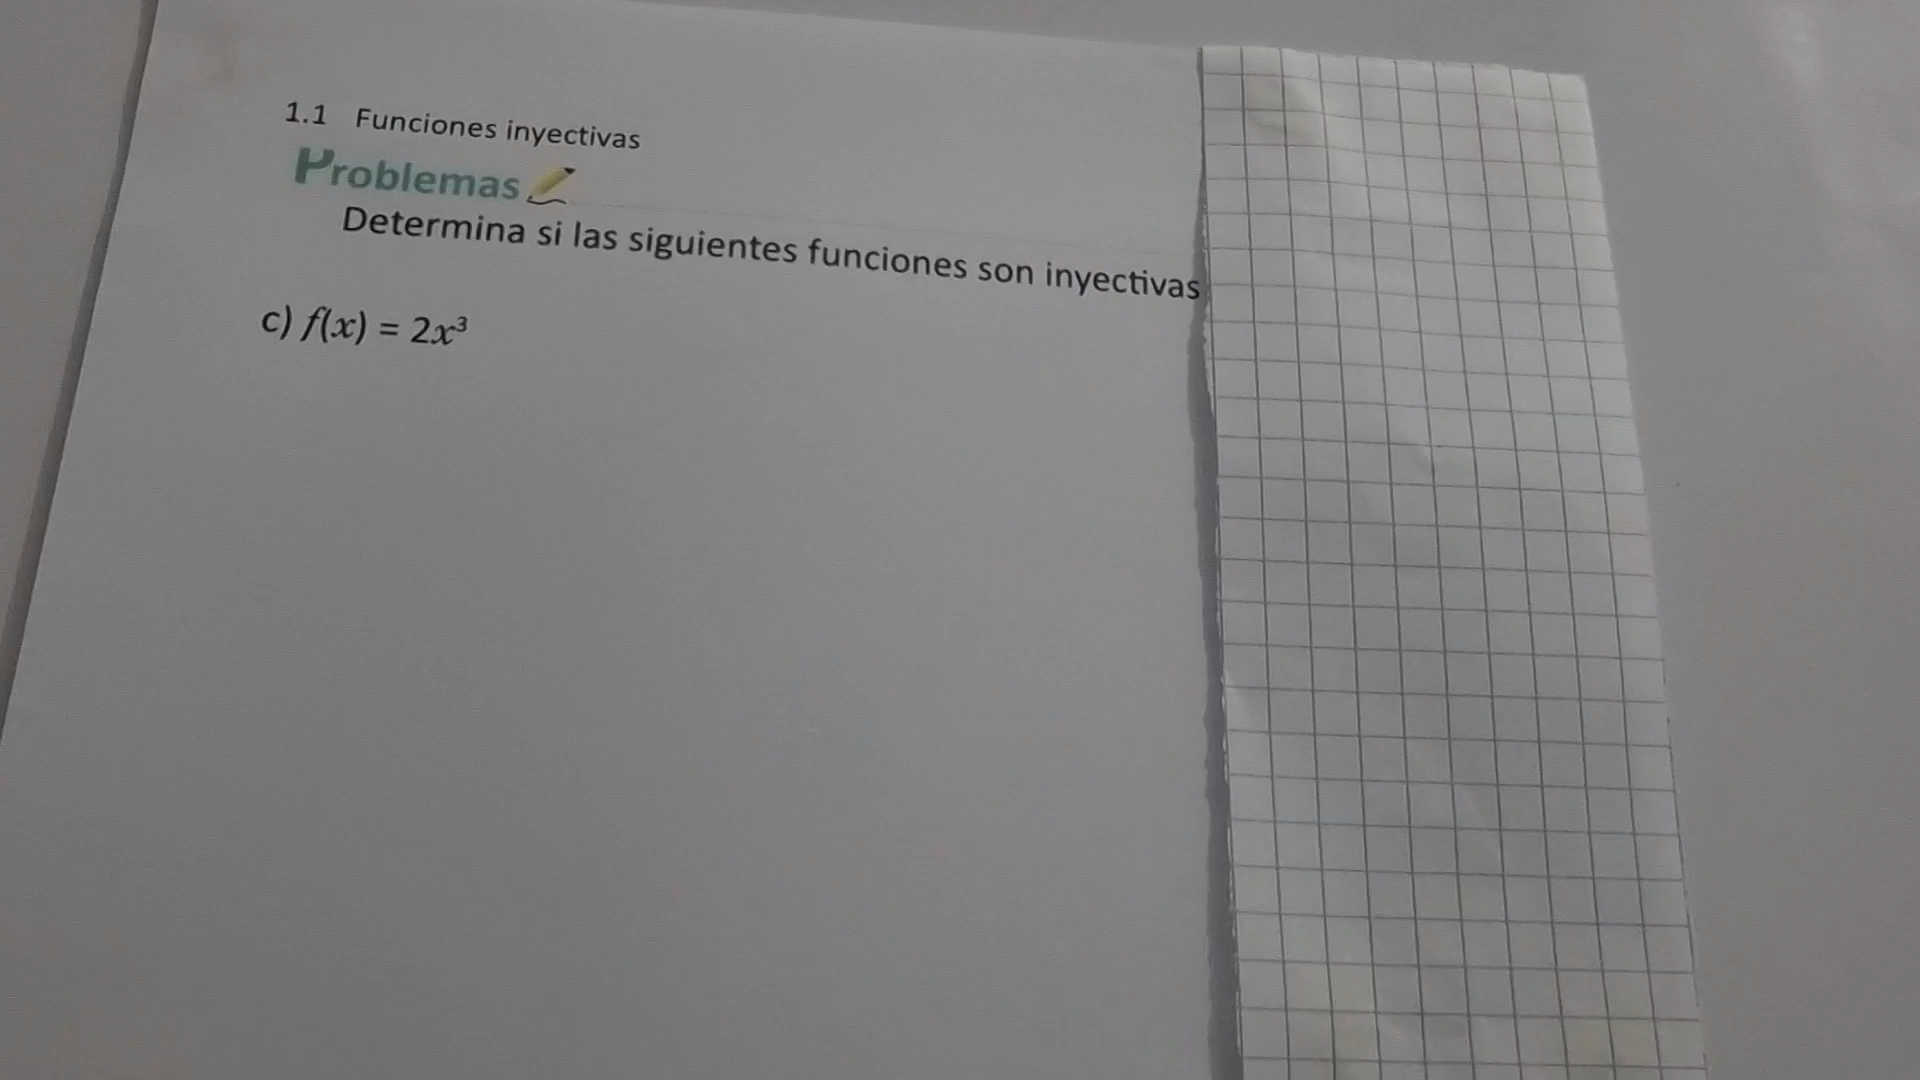 1.1 Funciones inyectivas
Problemas
Determina si las siguientes funciones son inyectivas
c) f(x) = 2x³